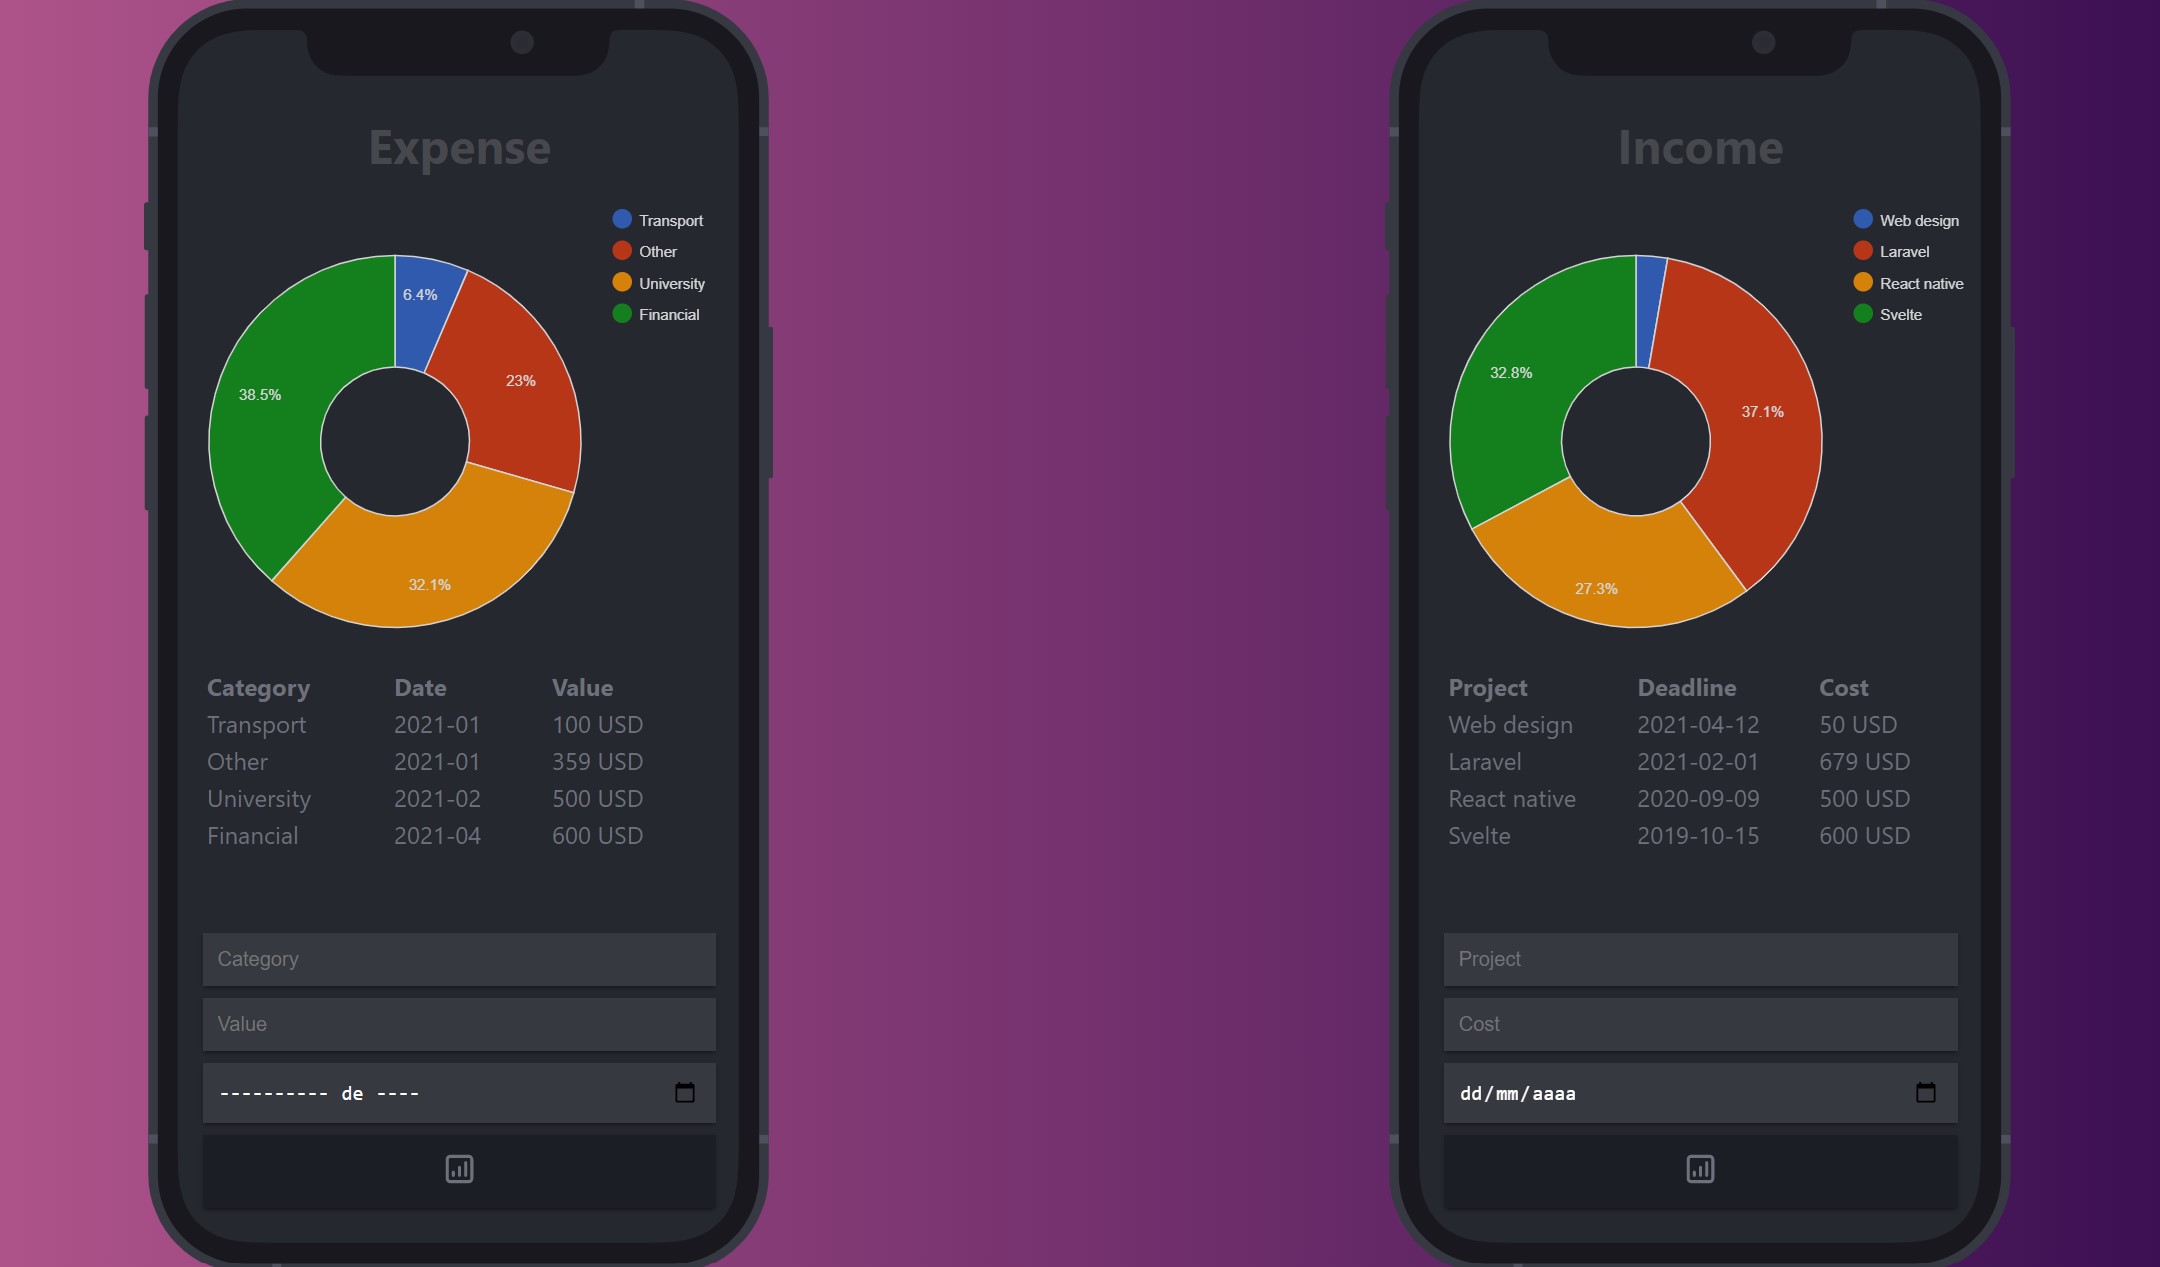 Expense
Transport
Other
University
Financial
6.4%
23%
38.5%
32.1%
Category Date Value
Transport 2021-01 100 USD
Other 2021-01 359 USD
University 2021-02 500 USD
Financial 2021-04 600 USD
Category
Value
---------- de ----
Income
Web design
Laravel
React native
Svelte
32.8%
37.1%
27.3%
Project Deadline Cost
Web design 2021-04-12 50 USD
Laravel 2021-02-01 679 USD
React native 2020-09-09 500 USD
Svelte 2019-10-15 600 USD
Project
Cost
dd/mm/aaaa